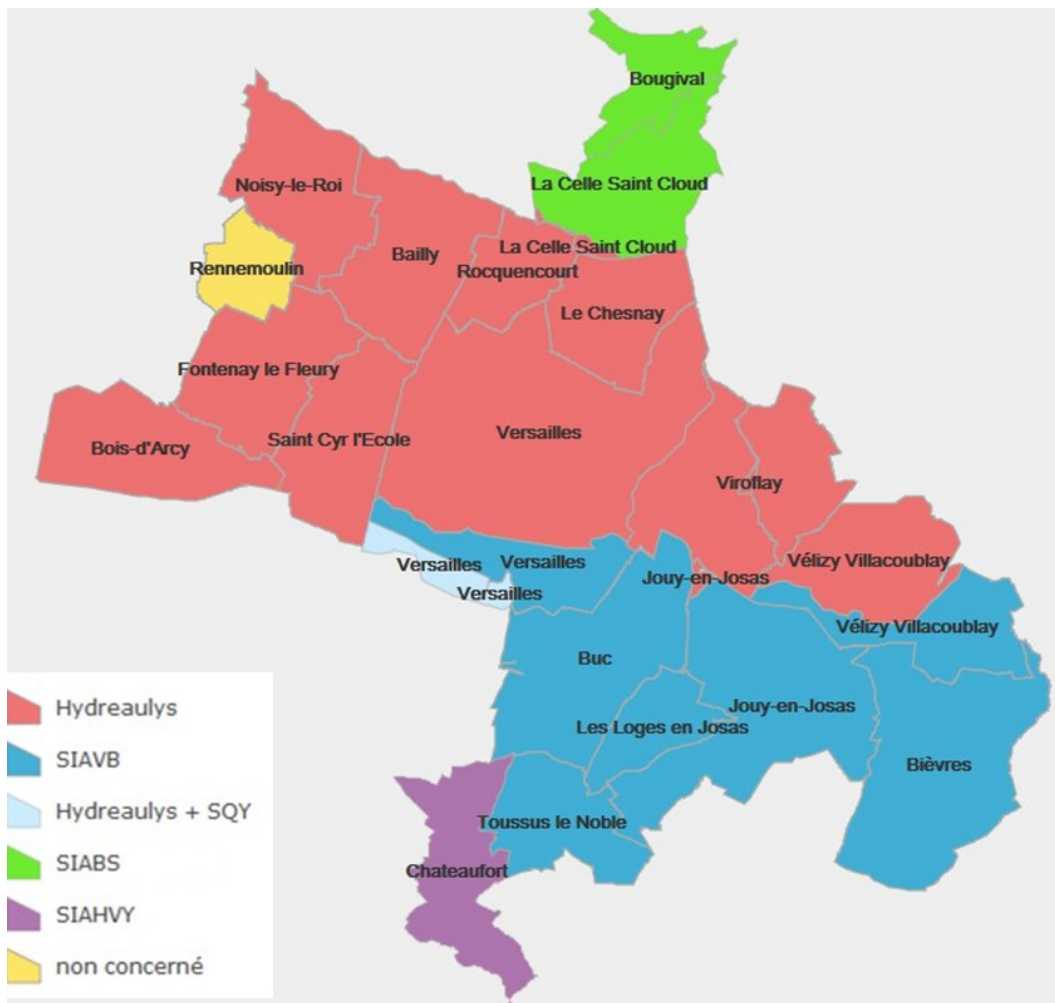 Bougival
La Celle Saint Cloud
Noisy-le-Roi
La Celle Saint Cloud
Bailly
Rennemoulin
Rocquencourt
Le Chesnay
Fontenay le Fleury
Versailles
Saint Cyr l'Ecole
Bois-d'Arcy
Viroflay
Vélizy Villacoublay
Versailles
Versailles
Jouy-en-Josas
Versailles
Vélizy Villacoublay
Buc
Jouy-en-Josas
Les Loges en Josas
Bièvres
Toussus le Noble
Chateaufort
Hydreaulys
SIAVB
Hydreaulys + SQY
SIABS
SIAHVY
non concerné